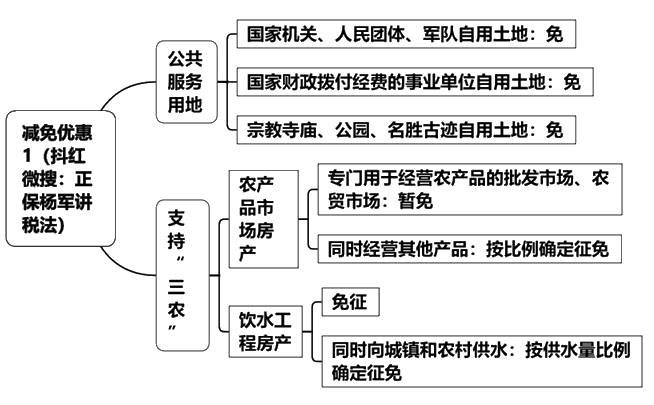 减免优惠
1（抖红
微搜：正
保杨军讲
税法）
公共
服务
用地
国家机关、人民团体、军队自用土地：免
国家财政拨付经费的事业单位自用土地：免
宗教寺庙、公园、名胜古迹自用土地：免
支
持
“
三
农
”
农产
品市
场房
产
专门用于经营农产品的批发市场、农
贸市场：暂免
同时经营其他产品：按比例确定征免
饮水工
程房产
免征
同时向城镇和农村供水：按供水量比例
确定征免